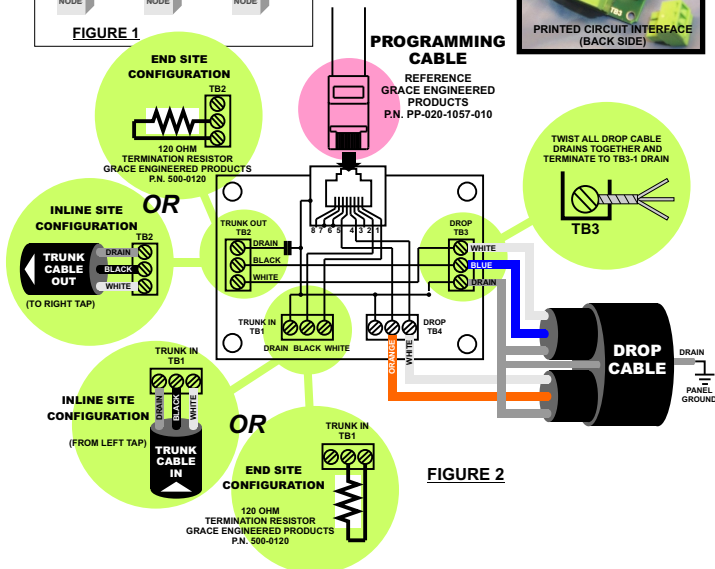 NODE
NODE
NODE
FIGURE 1
TB3
PRINTED CIRCUIT INTERFACE
(BACK SIDE)
PROGRAMMING
CABLE
REFERENCE
GRACE ENGINEERED
PRODUCTS
P.N. PP-020-1057-010
END SITE
CONFIGURATION
TB2
120 OHM
TERMINATION RESISTOR
GRACE ENGINEERED PRODUCTS
P.N. 500-0120
OR
INLINE SITE
CONFIGURATION
TB2
TRUNK
CABLE
OUT
DRAIN
BLACK
WHITE
(TO RIGHT TAP)
TWIST ALL DROP CABLE
DRAINS TOGETHER AND
TERMINATE TO TB3-1 DRAIN
TB3
8 7 6 5 4 3 2 1
TRUNK OUT
TB2
DRAIN
BLACK
WHITE
DROP
TB3
WHITE
BLUE
DRAIN
TRUNK IN
TB1
DRAIN BLACK WHITE
DROP
TB4
ORANGE
WHITE
DROP
CABLE
DRAIN
PANEL
GROUND
TRUNK IN
TB1
INLINE SITE
CONFIGURATION
(FROM LEFT TAP)
DRAIN
BLACK
WHITE
TRUNK
CABLE
IN
OR
TRUNK IN
TB1
END SITE
CONFIGURATION
120 OHM
TERMINATION RESISTOR
GRACE ENGINEERED PRODUCTS
P.N. 500-0120
FIGURE 2